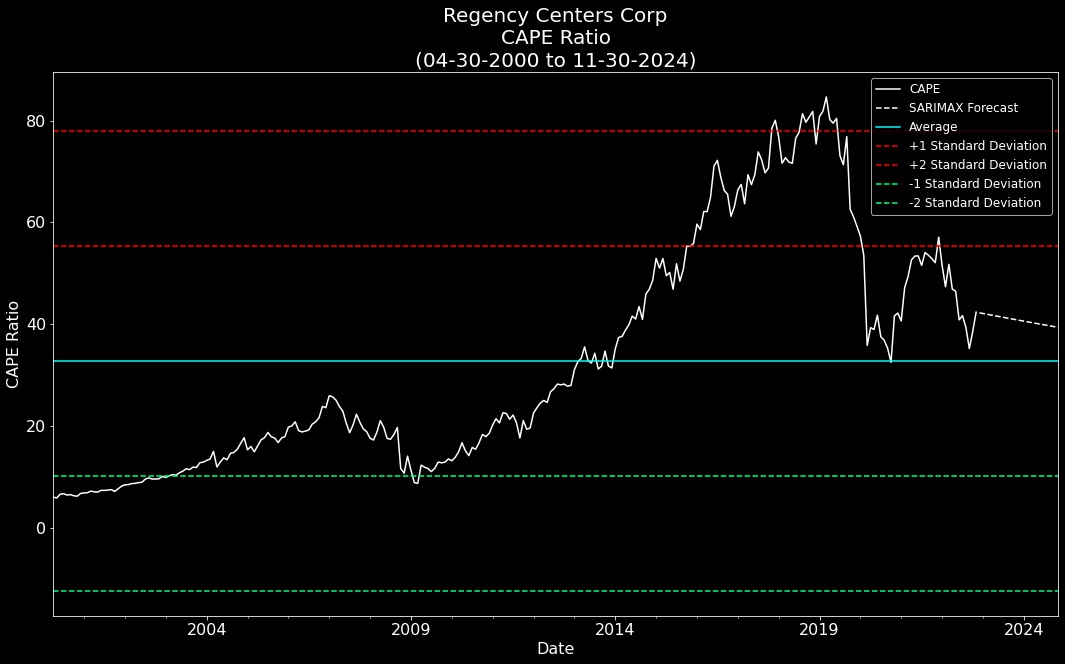 Regency Centers Corp
CAPE Ratio
(04-30-2000 to 11-30-2024)
CAPE
SARIMAX Forecast
Average
+1 Standard Deviation
+2 Standard Deviation
-1 Standard Deviation
-2 Standard Deviation
CAPE Ratio
80
60
40
20
0
2004 2009 2014 2019 2024
Date